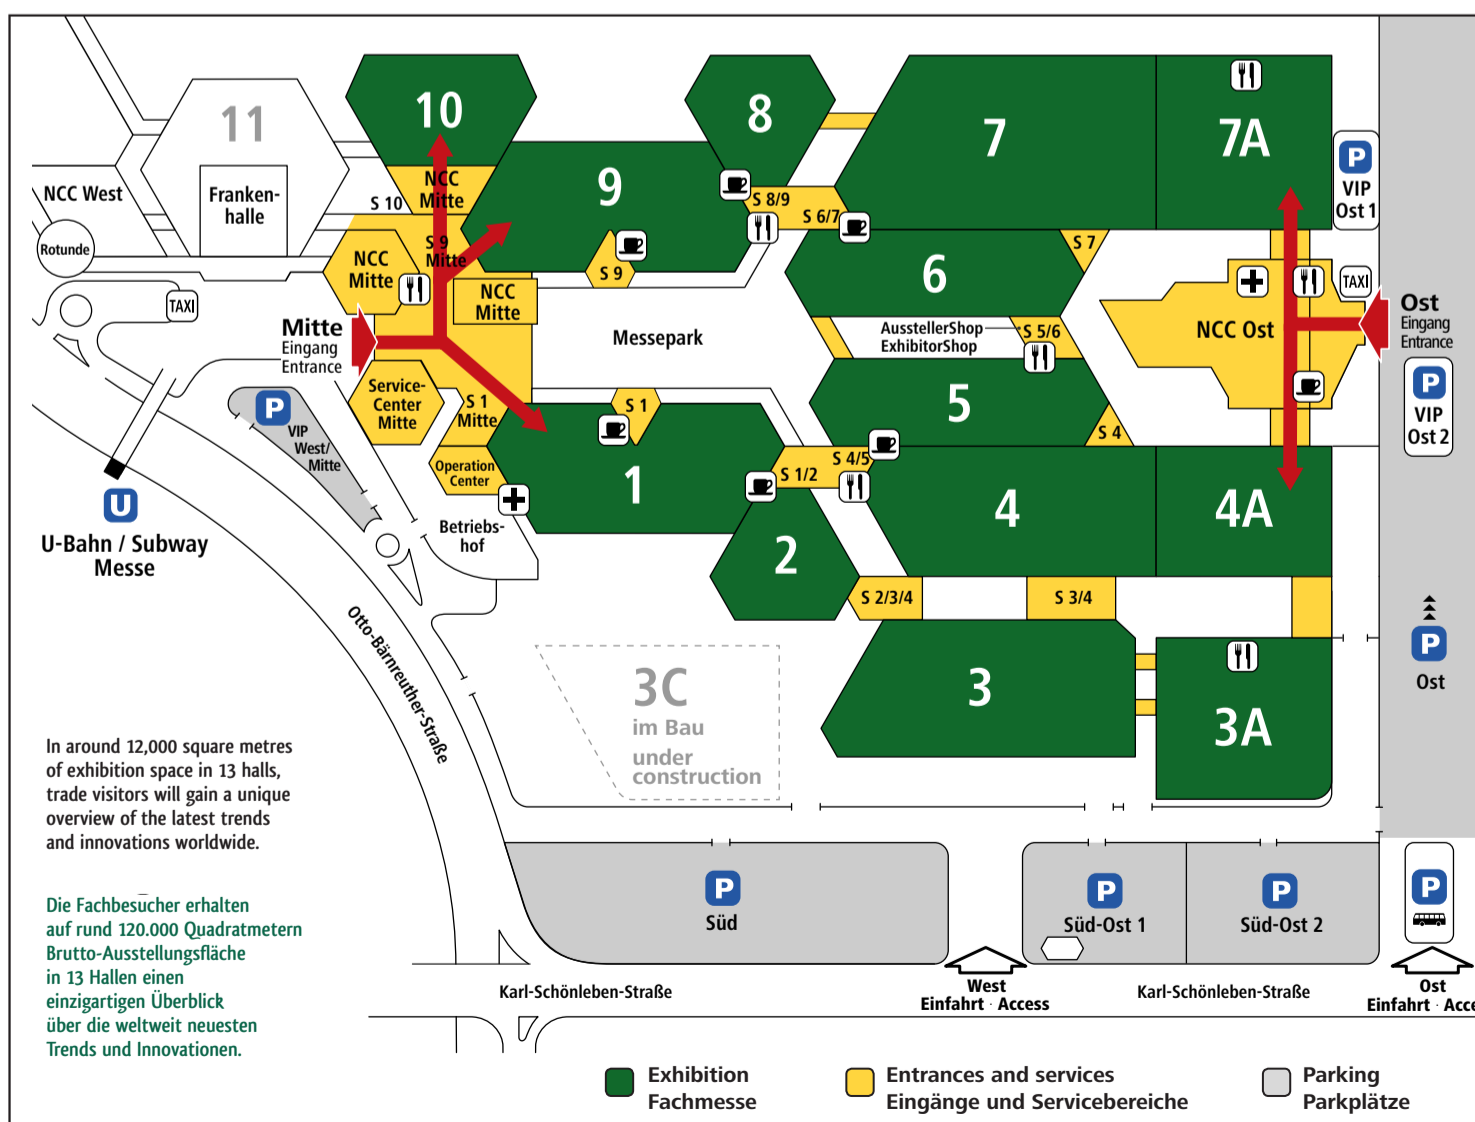 11
10
8
7
7A
9
NCC West
Franken-
halle
Rotunde
S 10
NCC
Mitte
S 8/9
S 6/7
P
VIP
Ost 1
S 9
Mitte
NCC
Mitte
S 9
NCC
Mitte
6
S 7
TAXI
TAXI
Mitte
Eingang
Entrance
Messepark
AusstellerShop
ExhibitorShop
S 5/6
NCC Ost
Ost
Eingang
Entrance
P
VIP
Ost 2
Service-
Center
Mitte
S 1
Mitte
S 1
5
S 4
P
VIP
West/
Mitte
Operation
Center
1
S 1/2
S 4/5
4
4A
U
U-Bahn / Subway
Messe
Betriebs-
hof
2
S 2/3/4
S 3/4
Otto-Bärnreuther-Straße
P
Ost
3C
im Bau
under
construction
3
3A
In around 12,000 square metres
of exhibition space in 13 halls,
trade visitors will gain a unique
overview of the latest trends
and innovations worldwide.
Die Fachbesucher erhalten
auf rund 120.000 Quadratmetern
Brutto-Ausstellungsfläche
in 13 Hallen einen
einzigartigen Überblick
über die weltweit neuesten
Trends und Innovationen.
P
Süd
P
Süd-Ost 1
P
Süd-Ost 2
P
Karl-Schönleben-Straße
West
Einfahrt · Access
Karl-Schönleben-Straße
Ost
Einfahrt · Acce
Exhibition
Fachmesse
Entrances and services
Eingänge und Servicebereiche
Parking
Parkplätze